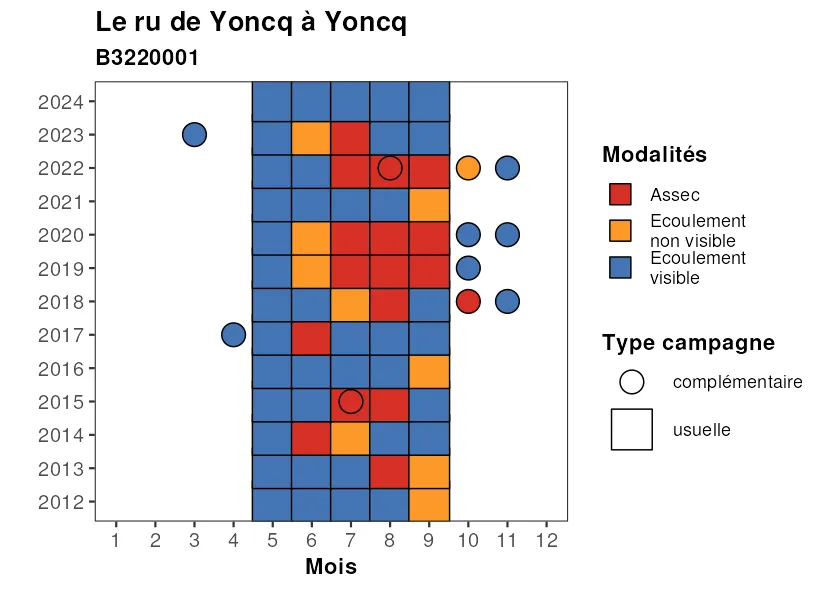 Le ru de Yoncq à Yoncq
B3220001
2024
2023
2022
2021
2020
2019
2018
2017
2016
2015
2014
2013
2012
1 2 3 4 5 6 7 8 9 10 11 12
Mois
Modalités
Assec
Ecoulement
non visible
Ecoulement
visible
Type campagne
complémentaire
usuelle